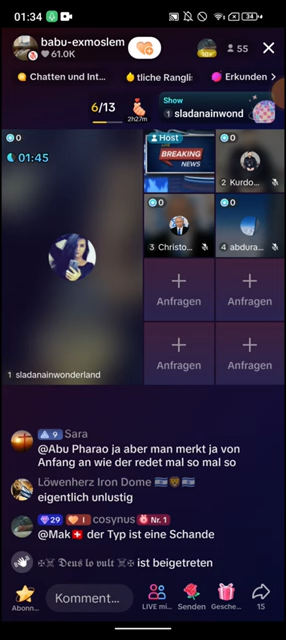 01:34
34
babu-exmoslem
61.0K
55
Chatten und Int...
tliche Rangli
Erkunden
6/13
2h27m
Show
1 sladanainwond
0
01:45
Host
BREAKING
NEWS
0
2 Kurdo...
0
3 Christo...
0
4 abdura...
Anfragen
Anfragen
Anfragen
Anfragen
1 sladanainwonderland
9 Sara
@Abu Pharao ja aber man merkt ja von
Anfang an wie der redet mal so mal so
Löwenherz Iron Dome 🇮🇱🦁🇮🇱
eigentlich unlustig
29 I cosynus Nr. 1
@Mak🇨🇭 der Typ ist eine Schande
𝕯𝖊𝖚𝖘 𝖑𝖔 𝖛𝖚𝖑𝖙 ist beigetreten
Abonn...
Komment...
LIVE mi...
Senden
Gesche...
15